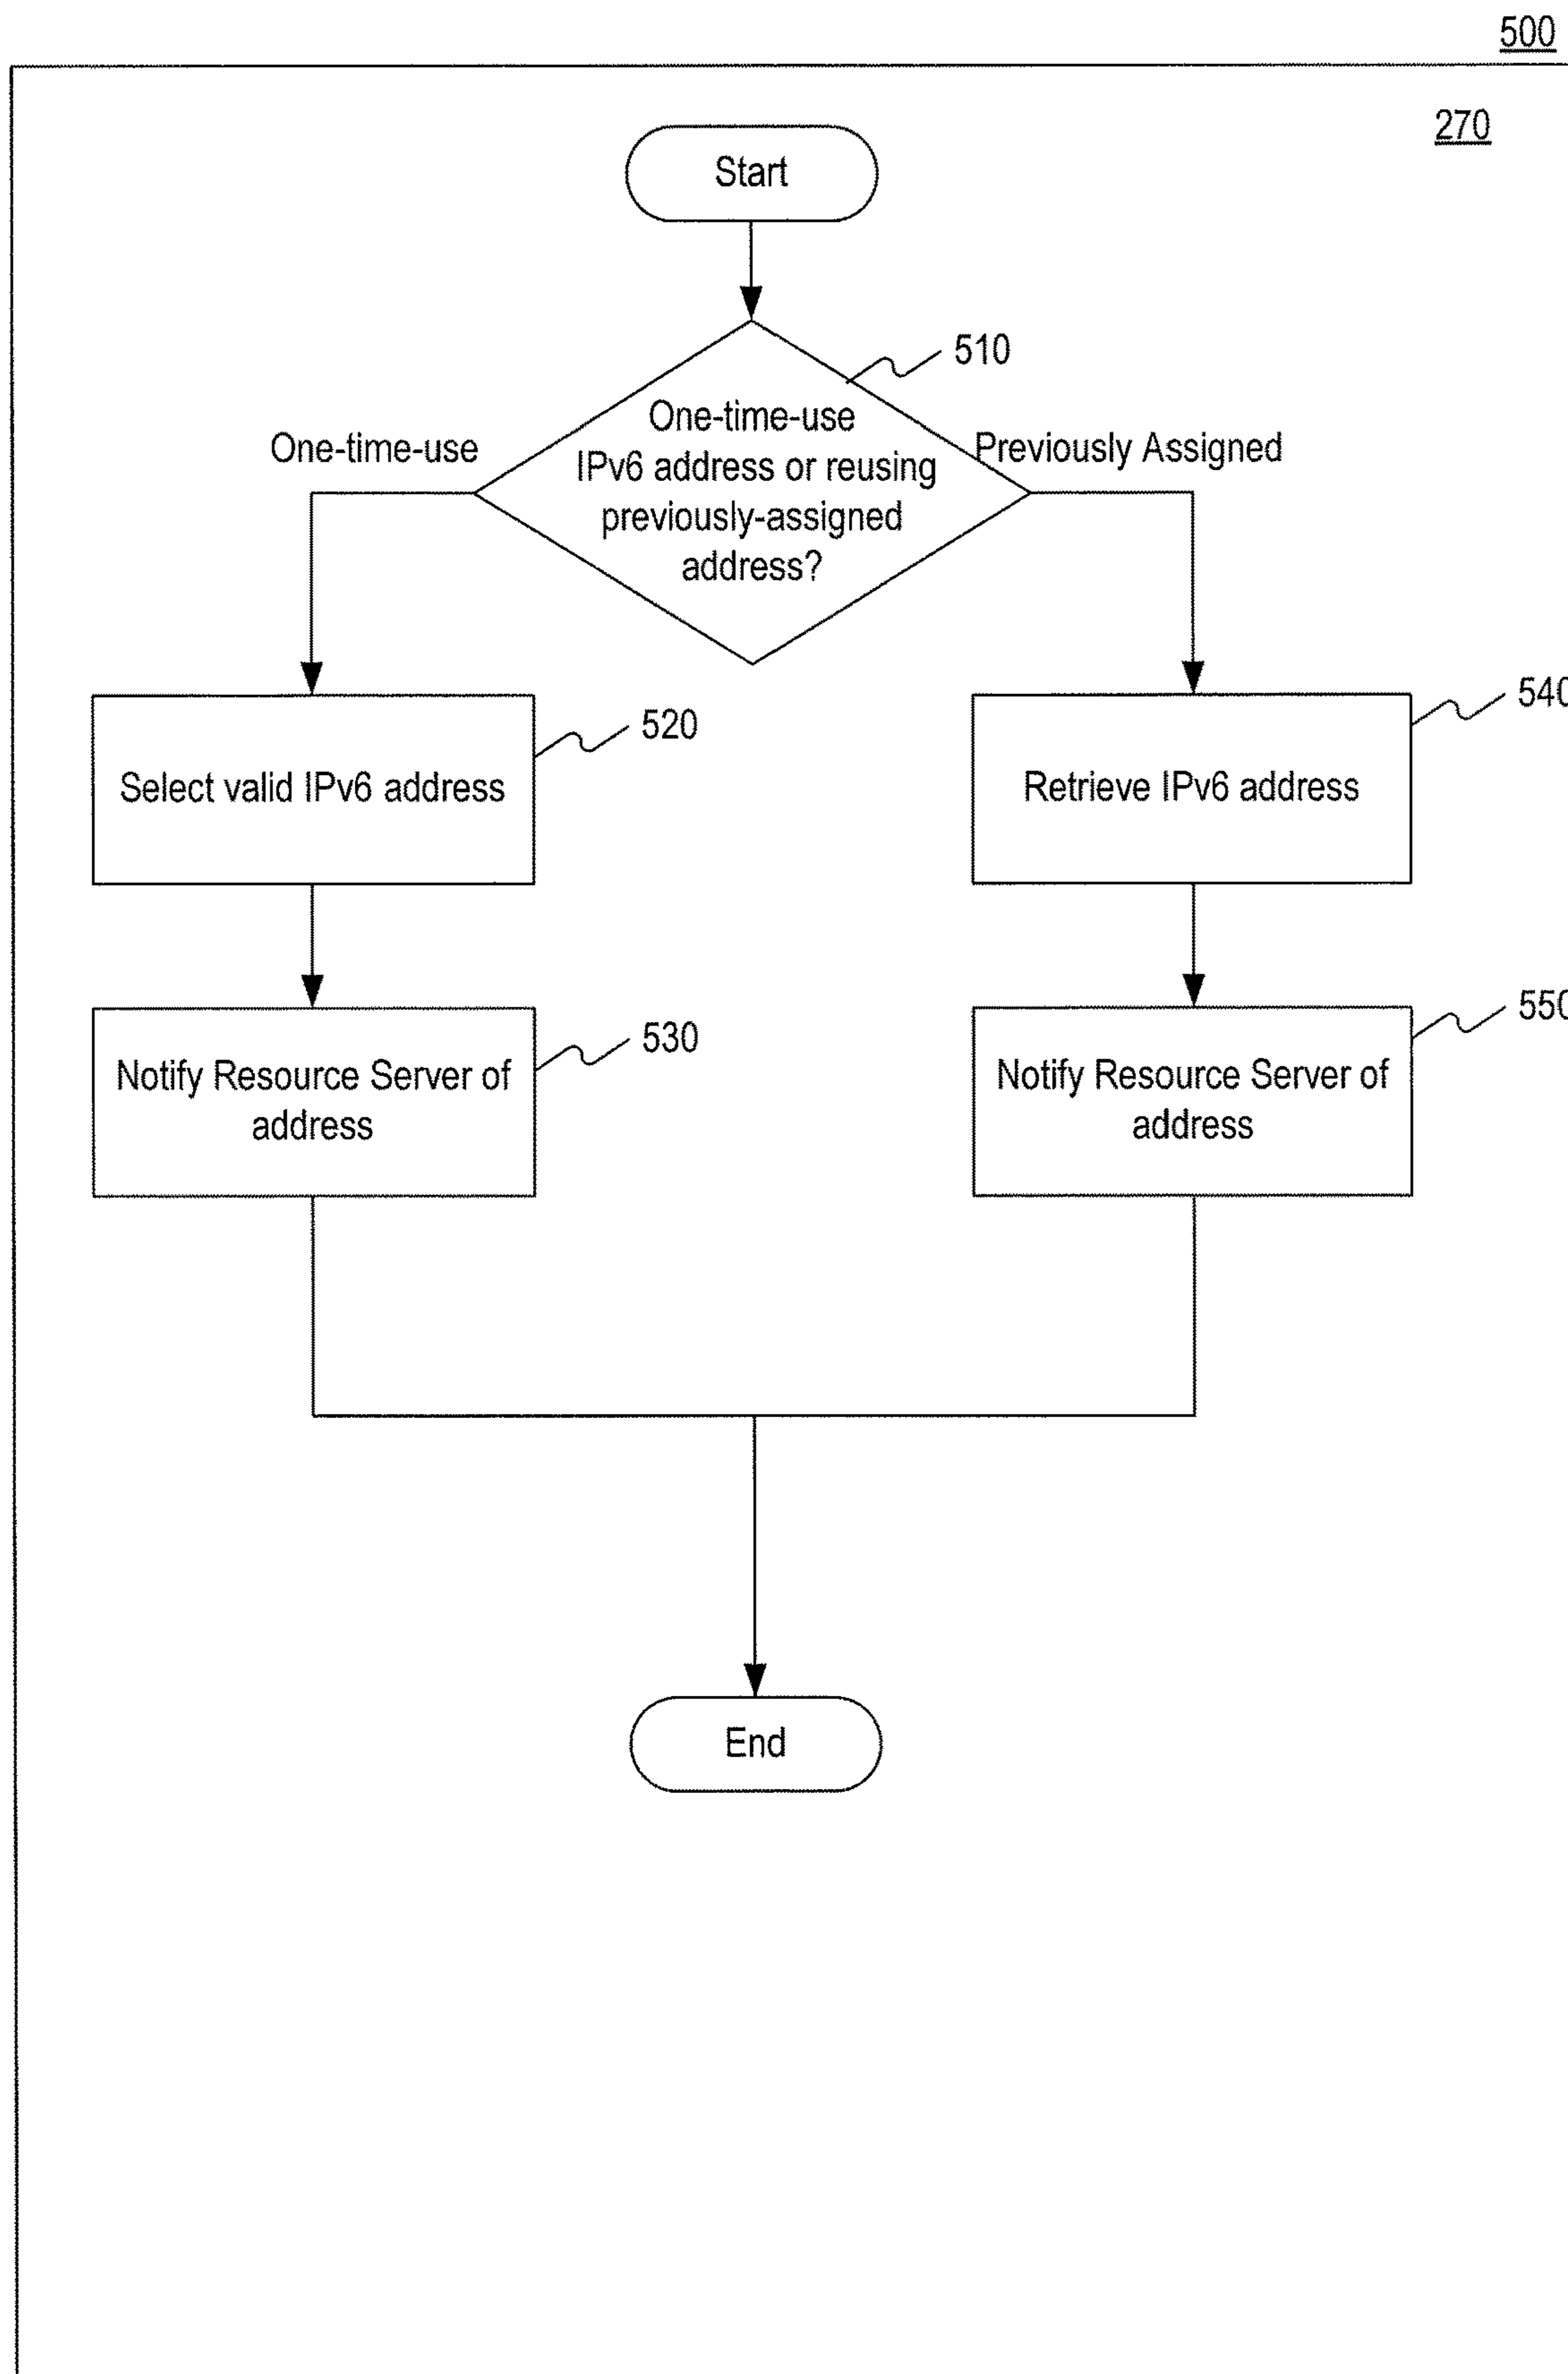 500
270
Start
510
One-time-use
One-time-use
IPv6 address or reusing
previously-assigned
address?
Previously Assigned
520
Select valid IPv6 address
540
Retrieve IPv6 address
530
Notify Resource Server of
address
550
Notify Resource Server of
address
End